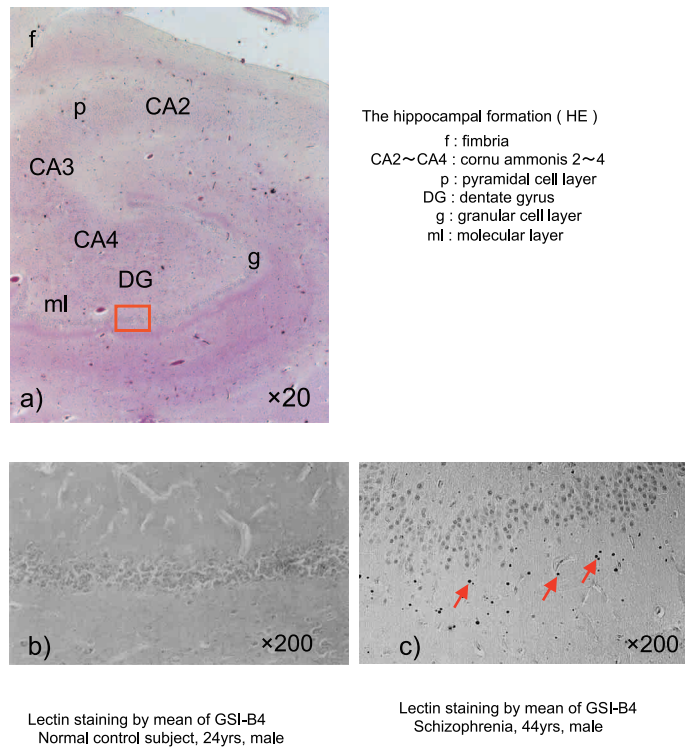 f
p
CA2
CA3
CA4
g
DG
ml
a)
×20
The hippocampal formation ( HE )
f : fimbria
CA2～CA4 : cornu ammonis 2～4
p : pyramidal cell layer
DG : dentate gyrus
g : granular cell layer
ml : molecular layer
b)
×200
c)
×200
Lectin staining by mean of GSI-B4
Normal control subject, 24yrs, male
Lectin staining by mean of GSI-B4
Schizophrenia, 44yrs, male